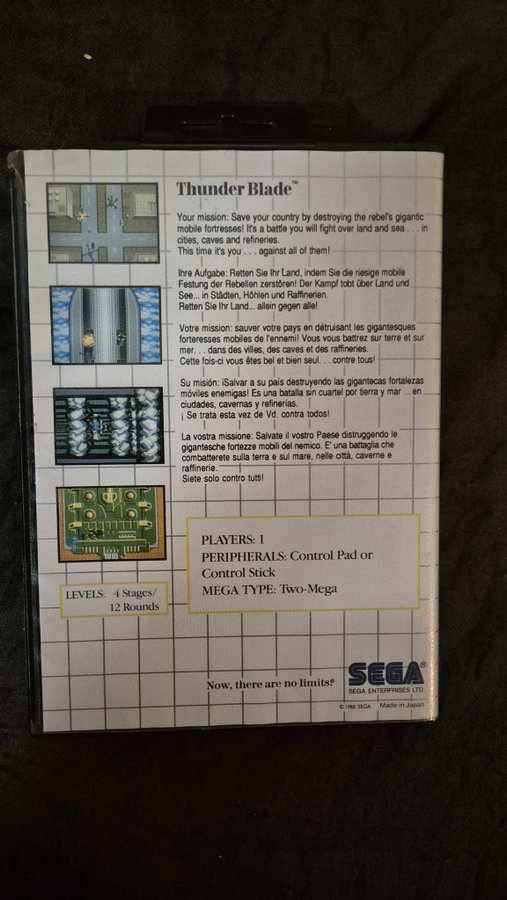 Thunder Blade™
Your mission: Save your country by destroying the rebel's gigantic
mobile fortresses! It's a battle you will fight over land and sea . . . in
cities, caves and refineries.
This time it's you . . . against all of them!
Ihre Aufgabe: Retten Sie Ihr Land, indem Sie die riesige mobile
Festung der Rebellen zerstören! Der Kampf tobt über Land und
See... in Städten, Höhlen und Raffinerien.
Retten Sie Ihr Land... allein gegen alle!
Votre mission: sauver votre pays en détruisant les gigantesques
forteresses mobiles de l'ennemi! Vous vous battrez sur terre et sur
mer. . . dans des villes, des caves et des raffineries.
Cette fois-ci vous êtes bel et bien seul. . . contre tous!
Su misión: ¡Salvar a su país destruyendo las gigantecas fortalezas
móviles enemigas! Es una batalla sin cuartel por tierra y mar ... en
ciudades, cavernas y refinerías.
¡ Se trata esta vez de Vd. contra todos!
La vostra missione: Salvate il vostro Paese distruggendo le
gigantesche fortezze mobili del nemico. E' una battaglia che
combatterete sulla terra e sul mare, nelle città, caverne e
raffinerie.
Siete solo contro tutti!
PLAYERS: 1
PERIPHERALS: Control Pad or
Control Stick
MEGA TYPE: Two-Mega
LEVELS: 4 Stages/
12 Rounds
Now, there are no limits.®
SEGA®
SEGA ENTERPRISES LTD.
© 1988 SEGA Made in Japan